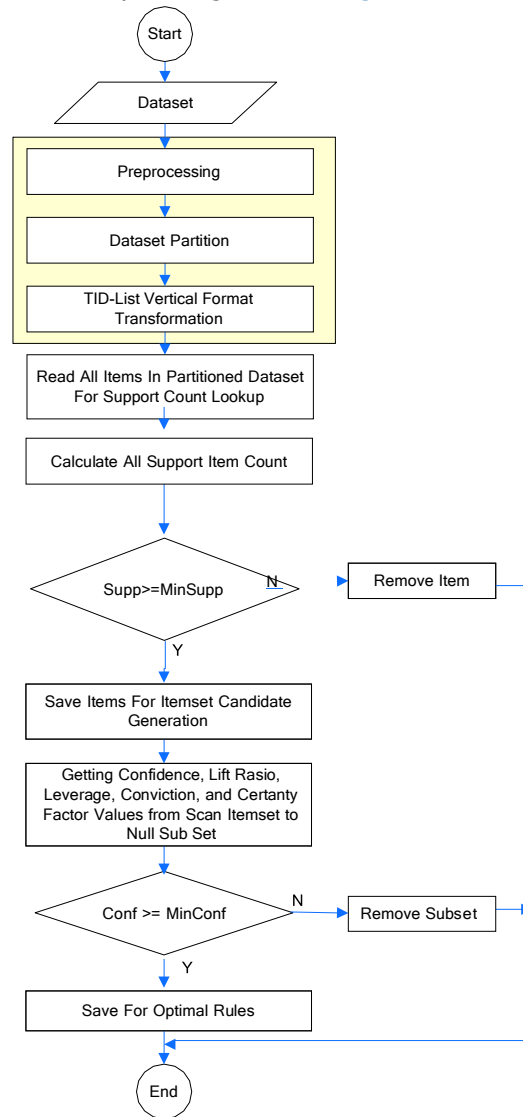 Start
Dataset
Preprocessing
Dataset Partition
TID-List Vertical Format
Transformation
Read All Items In Partitioned Dataset
For Support Count Lookup
Calculate All Support Item Count
Supp>=MinSupp
N
Remove Item
Y
Save Items For Itemset Candidate
Generation
Getting Confidence, Lift Rasio,
Leverage, Conviction, and Certanty
Factor Values from Scan Itemset to
Null Sub Set
Conf >= MinConf
N
Remove Subset
Y
Save For Optimal Rules
End